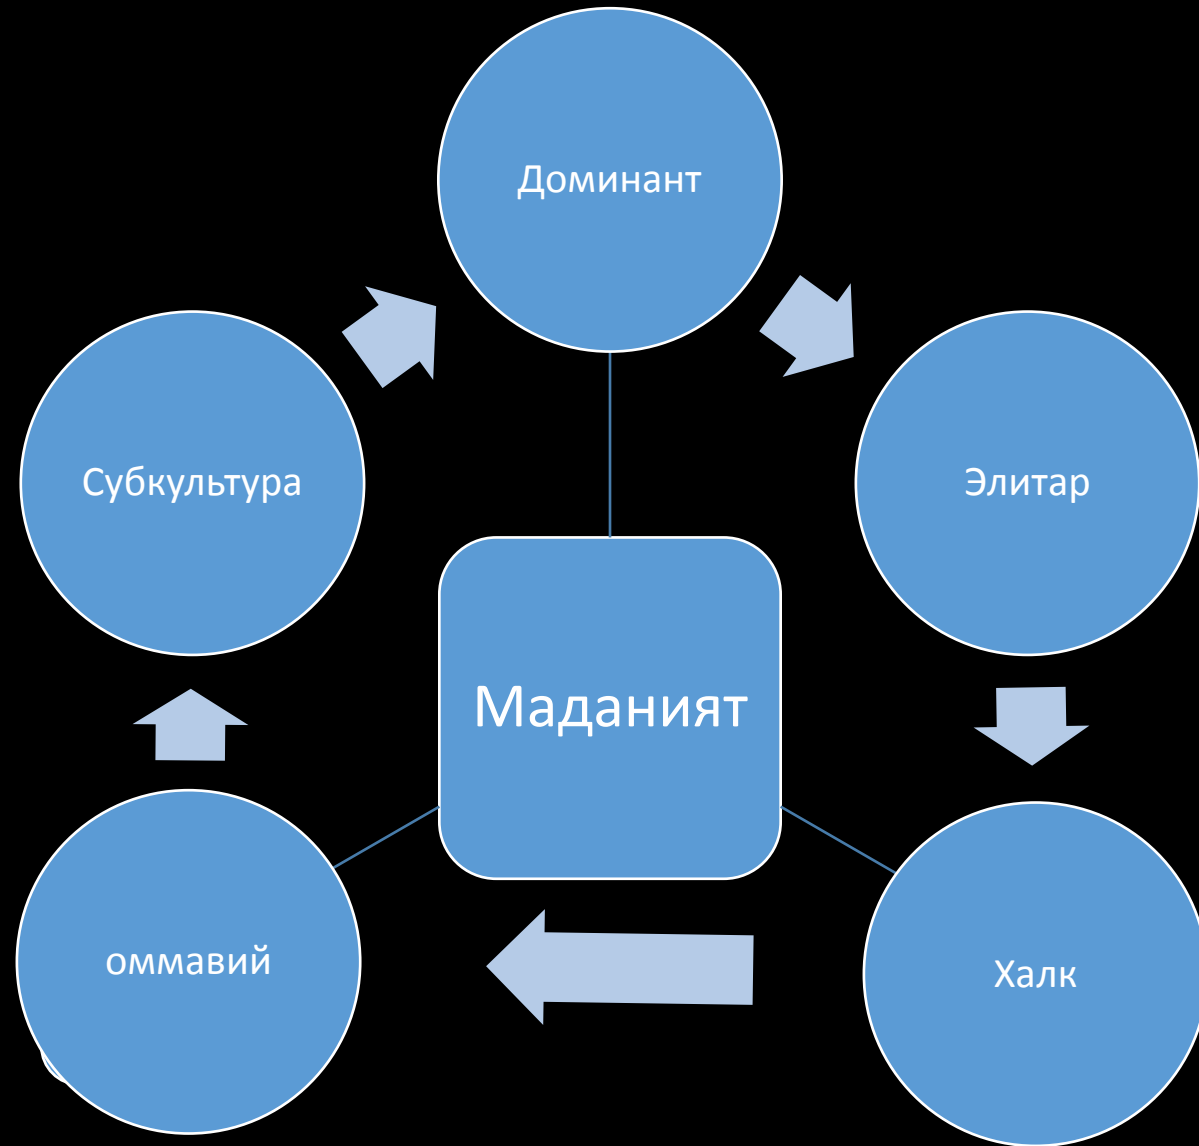 Доминант
Субкультура
Элитар
Маданият
оммавий
Халк